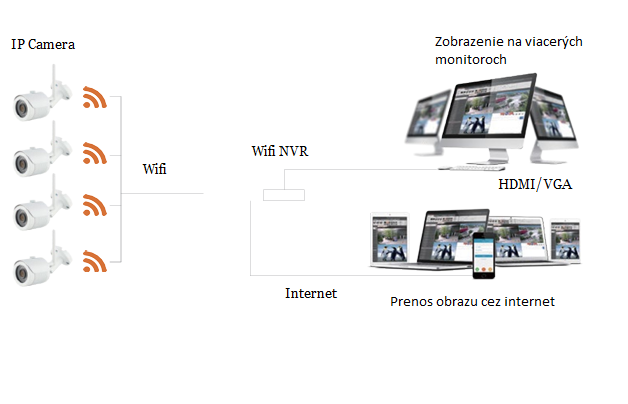 IP Camera
Zobrazenie na viacerých
monitoroch
Wifi NVR
Wifi
HDMI/VGA
Internet
Prenos obrazu cez internet